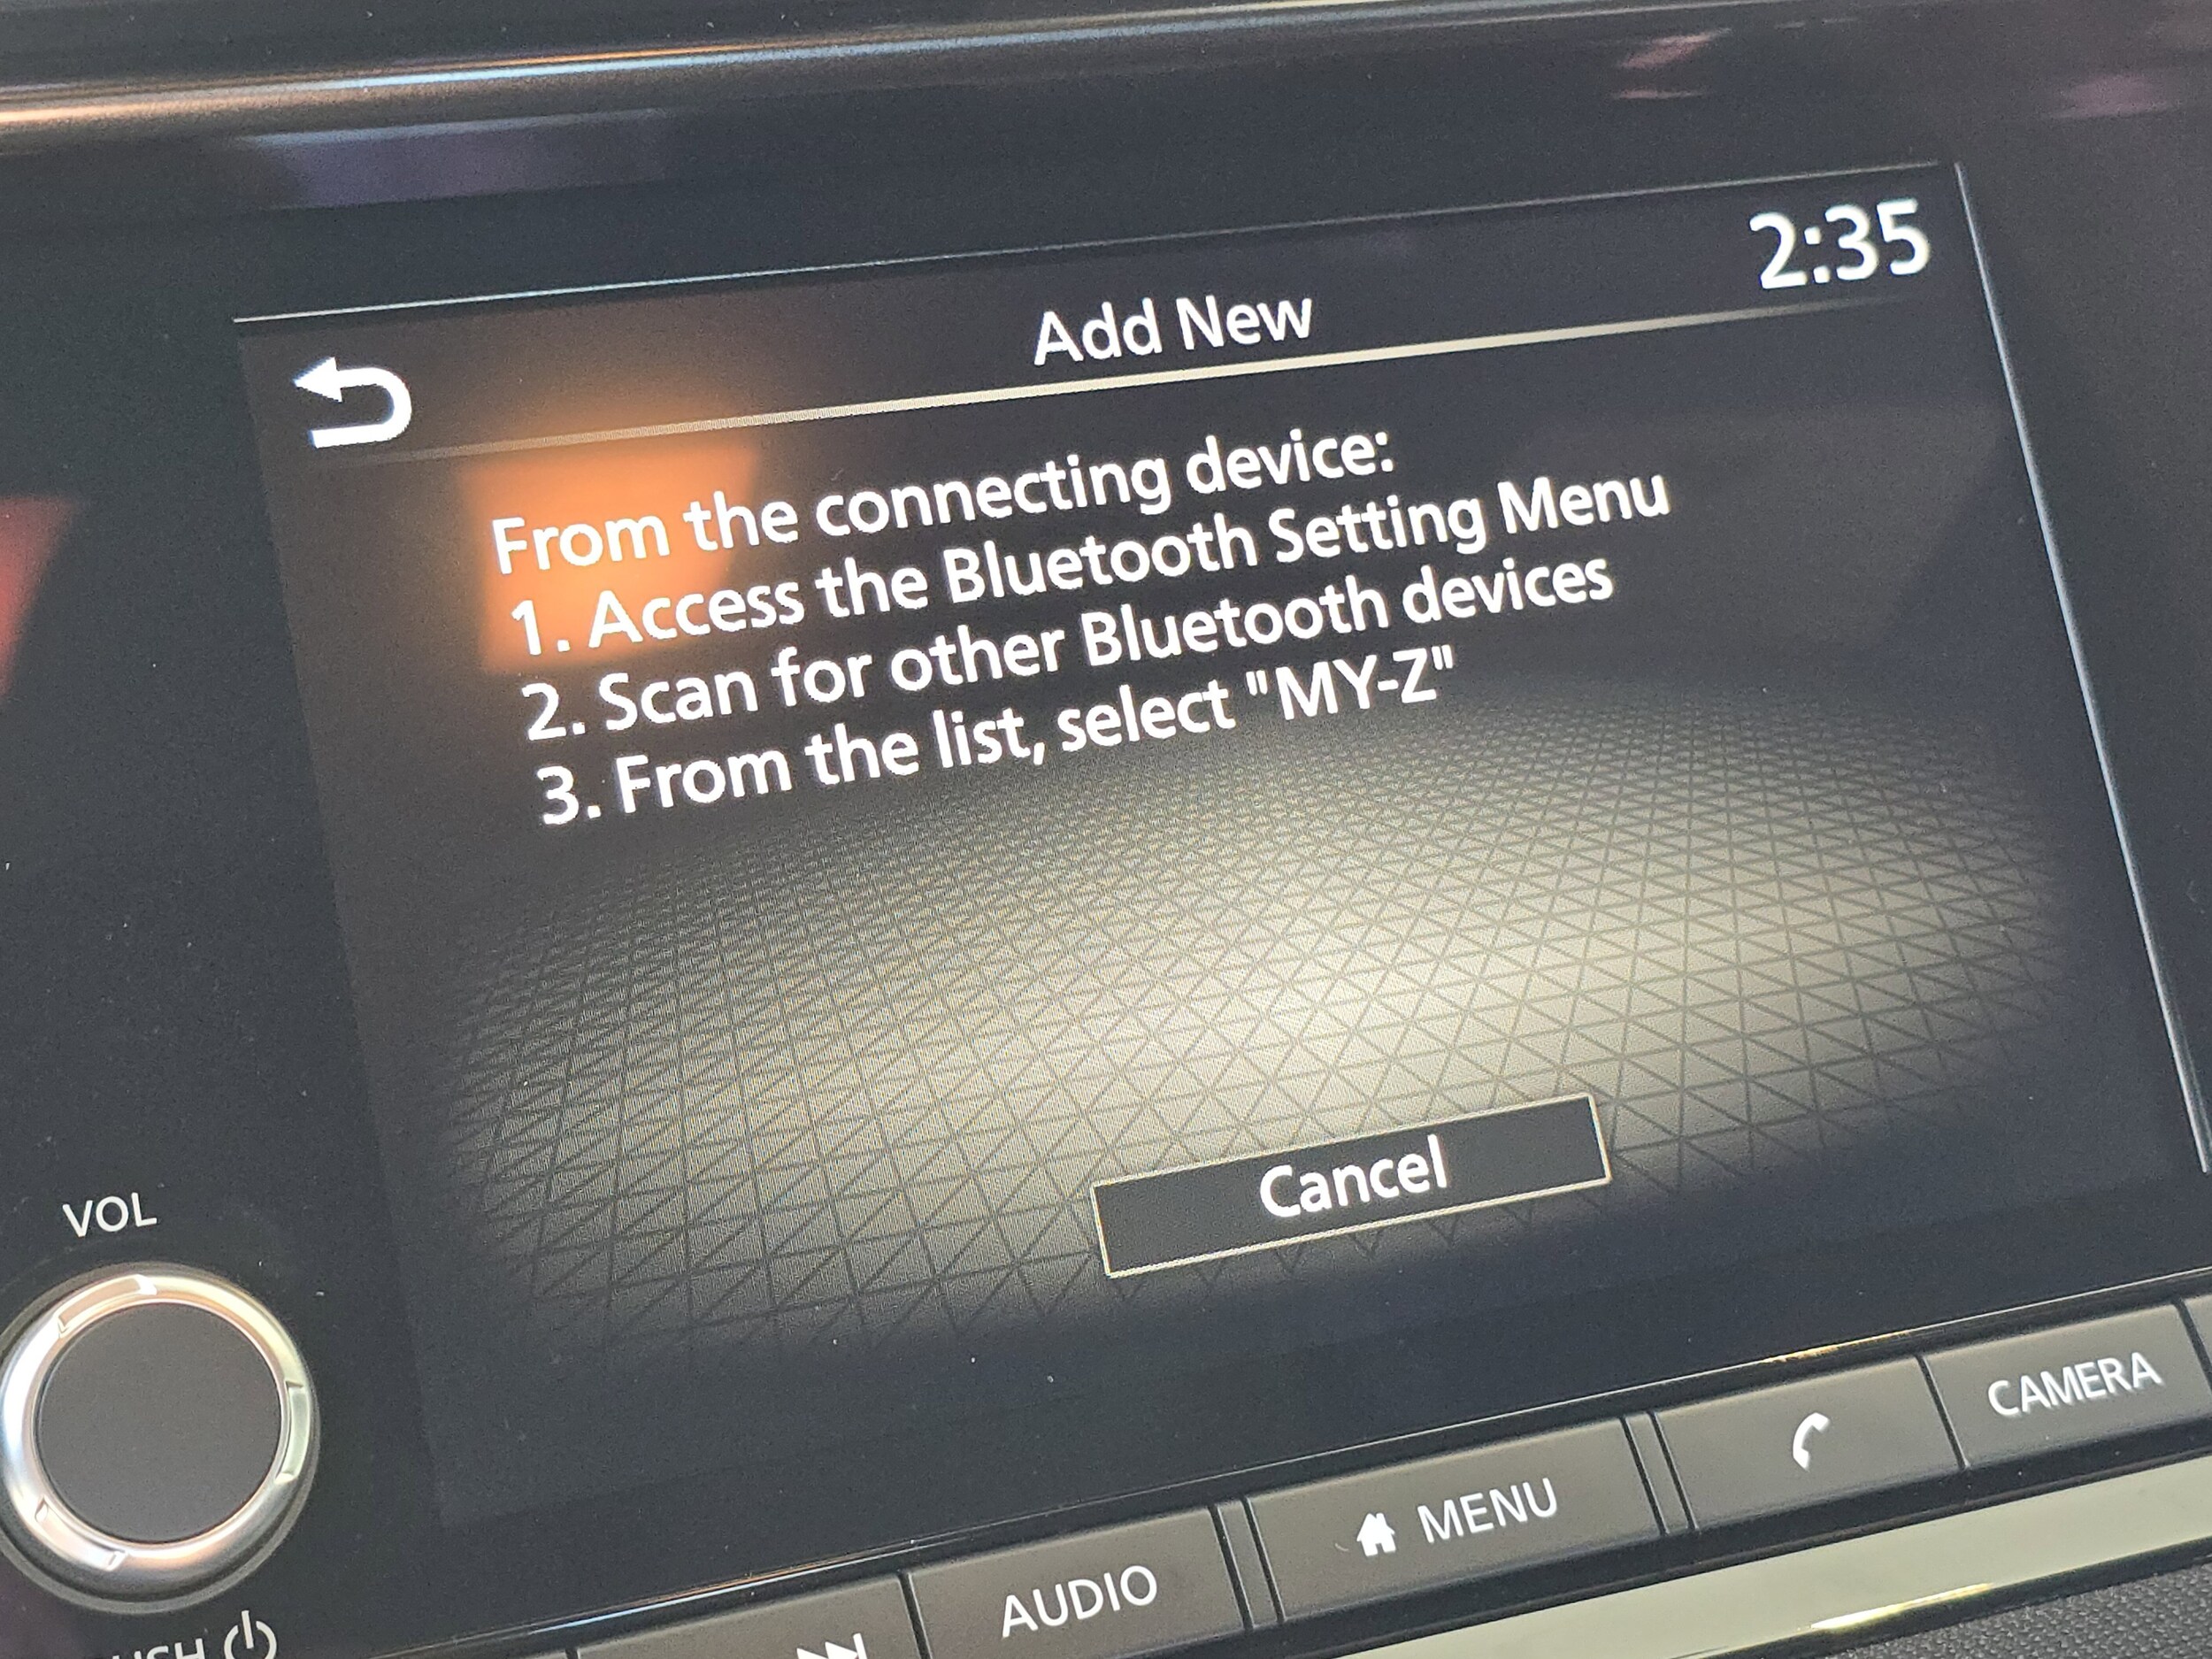 2:35
Add New
From the connecting device:
1. Access the Bluetooth Setting Menu
2. Scan for other Bluetooth devices
3. From the list, select "MY-Z"
Cancel
VOL
AUDIO
MENU
CAMERA